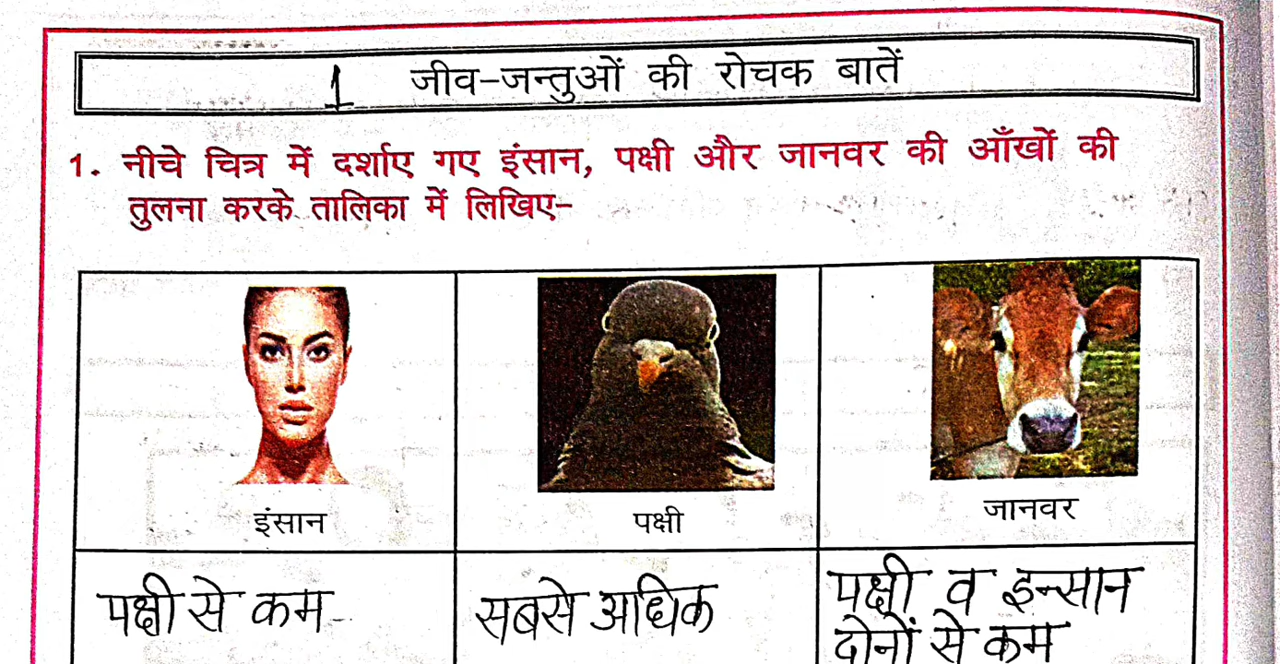 1 जीव-जन्तुओं की रोचक बातें
1. नीचे चित्र में दर्शाए गए इंसान, पक्षी और जानवर की आँखों की
तुलना करके तालिका में लिखिए-
इंसान
पक्षी
जानवर
पक्षी से कम
सबसे अधिक
पक्षी व इन्सान
दोनों से कम